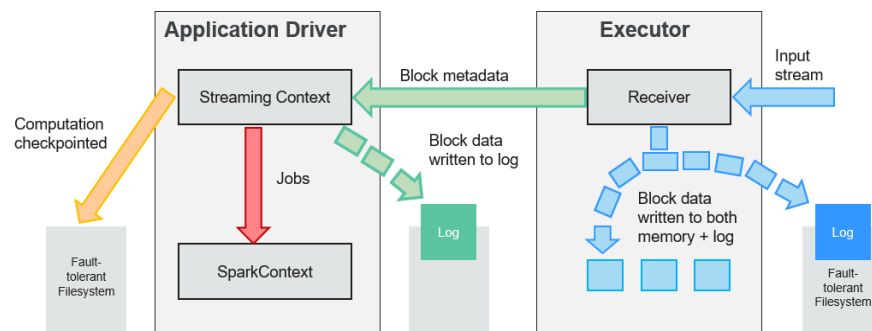 Application Driver
Executor
Input
stream
Block metadata
Streaming Context
Receiver
Computation
checkpointed
Block data
written to log
Jobs
Block data
written to both
memory + log
Log
Log
Fault-
tolerant
Filesystem
SparkContext
Fault-
tolerant
Filesystem